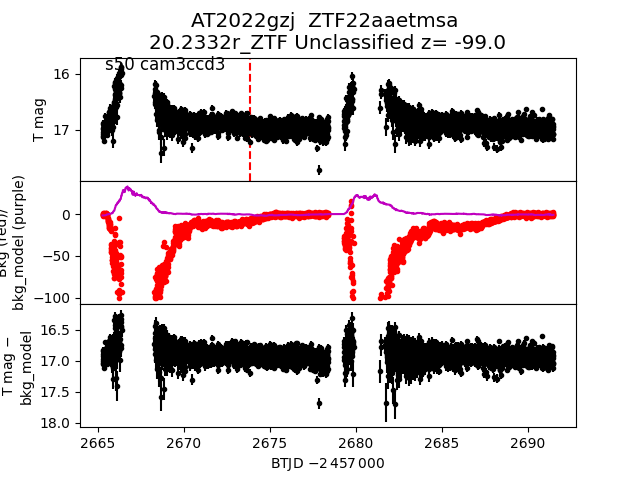 AT2022gzj  ZTF22aaetmsa
20.2332r_ZTF Unclassified z= -99.0
s50 cam3ccd3
T mag
16
17
Bkg (red)/
bkg_model (purple)
0
−50
−100
T mag −
bkg_model
16.5
17.0
17.5
18.0
2665 2670 2675 2680 2685 2690
BTJD −2 457 000